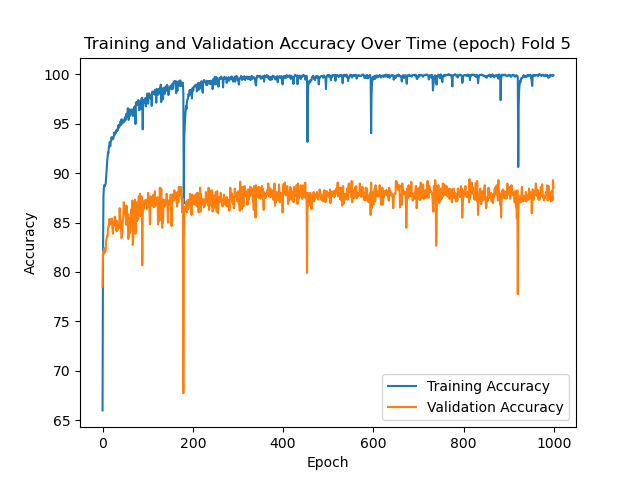 Training and Validation Accuracy Over Time (epoch) Fold 5
100
95
90
85
80
75
70
65
Accuracy
0
200
400
600
800
1000
Epoch
Training Accuracy
Validation Accuracy